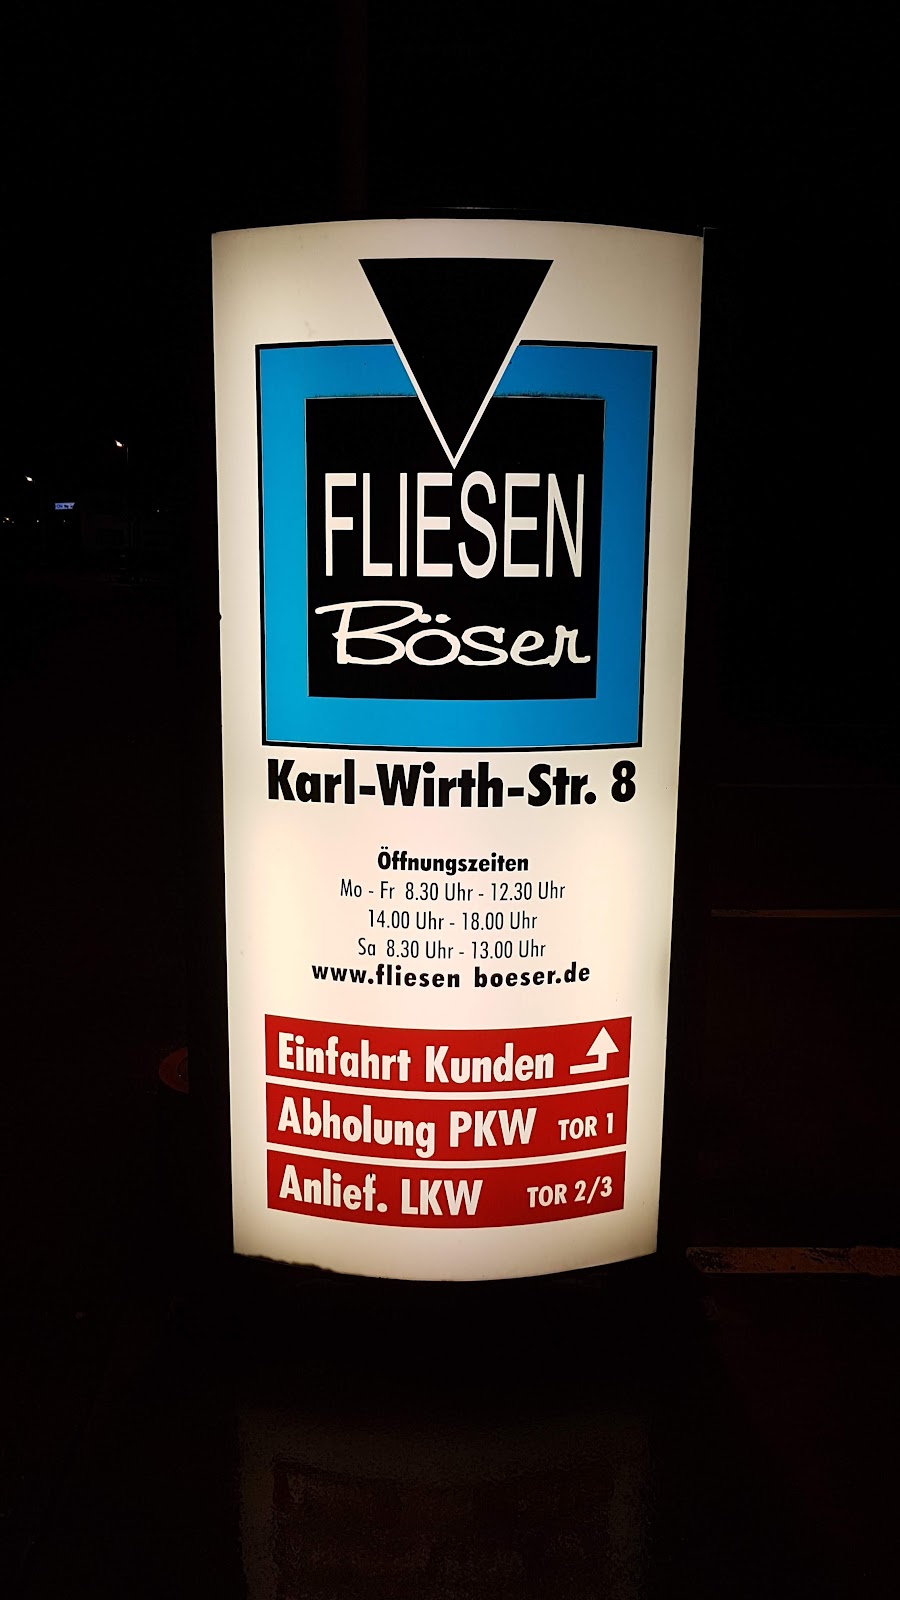 FLIESEN
Böser
Karl-Wirth-Str. 8
Öffnungszeiten
Mo - Fr 8.30 Uhr - 12.30 Uhr
14.00 Uhr - 18.00 Uhr
Sa 8.30 Uhr - 13.00 Uhr
www.fliesen boeser.de
Einfahrt Kunden
Abholung PKW TOR 1
Anlief. LKW TOR 2/3